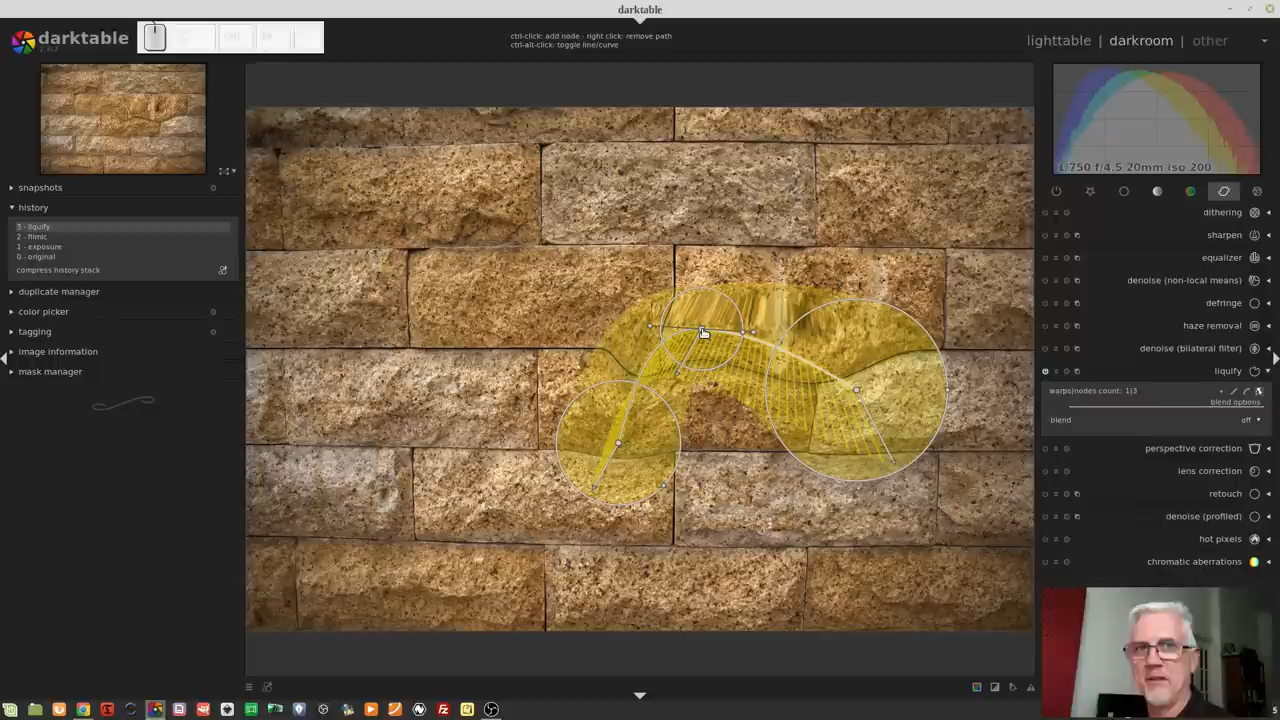 darktable
darktable
ctrl-click: add node - right click: remove path
ctrl-alt-click: toggle line/curve
lighttable | darkroom | other
1/750 f/4.5 20mm iso 200
snapshots
history
3 - liquify
2 - filmic
1 - exposure
0 - original
compress history stack
duplicate manager
color picker
tagging
image information
mask manager
dithering
sharpen
equalizer
denoise (non-local means)
defringe
haze removal
denoise (bilateral filter)
liquify
warps|nodes count: 1|3
blend options
blend off
perspective correction
lens correction
retouch
denoise (profiled)
hot pixels
chromatic aberrations